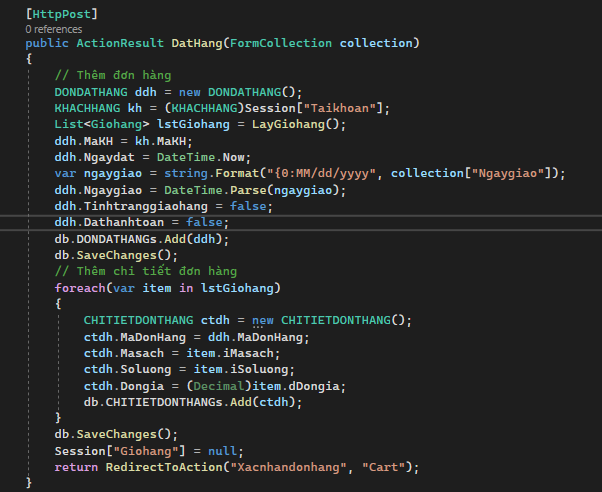 [HttpPost]
0 references
public ActionResult DatHang(FormCollection collection)
{
// Thêm đơn hàng
DONDATHANG ddh = new DONDATHANG();
KHACHHANG kh = (KHACHHANG)Session["Taikhoan"];
List<Giohang> lstGiohang = LayGiohang();
ddh.MaKH = kh.MaKH;
ddh.Ngaydat = DateTime.Now;
var ngaygiao = string.Format("{0:MM/dd/yyyy", collection["Ngaygiao"]);
ddh.Ngaygiao = DateTime.Parse(ngaygiao);
ddh.Tinhtranggiaohang = false;
ddh.Dathanhtoan = false;
db.DONDATHANGs.Add(ddh);
db.SaveChanges();
// Thêm chi tiết đơn hàng
foreach(var item in lstGiohang)
{
CHITIETDONTHANG ctdh = new CHITIETDONTHANG();
ctdh.MaDonHang = ddh.MaDonHang;
ctdh.Masach = item.iMasach;
ctdh.Soluong = item.iSoluong;
ctdh.Dongia = (Decimal)item.dDongia;
db.CHITIETDONTHANGs.Add(ctdh);
}
db.SaveChanges();
Session["Giohang"] = null;
return RedirectToAction("Xacnhandonhang", "Cart");
}